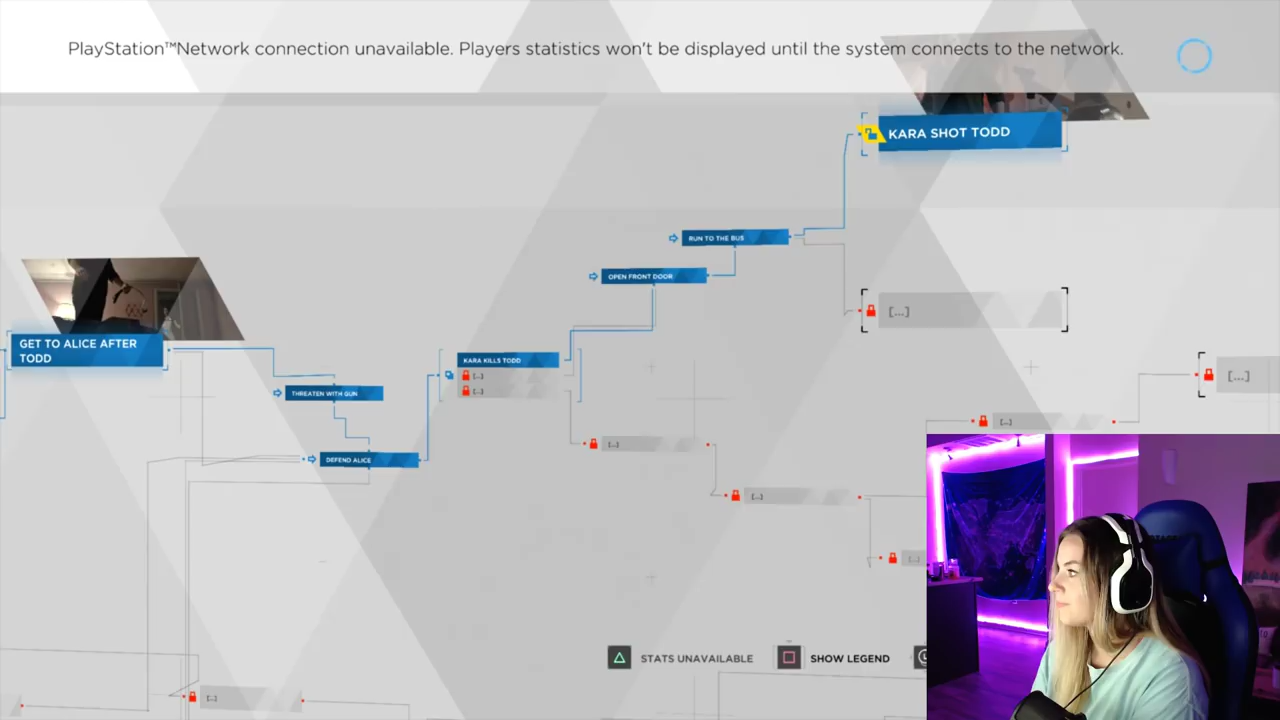 PlayStation™Network connection unavailable. Players statistics won't be displayed until the system connects to the network.
KARA SHOT TODD
RUN TO THE BUS
OPEN FRONT DOOR
[...]
GET TO ALICE AFTER
TODD
KARA KILLS TODD
[...]
[...]
[...]
THREATEN WITH GUN
[...]
[...]
DEFEND ALICE
[...]
[...]
[...]
STATS UNAVAILABLE
SHOW LEGEND